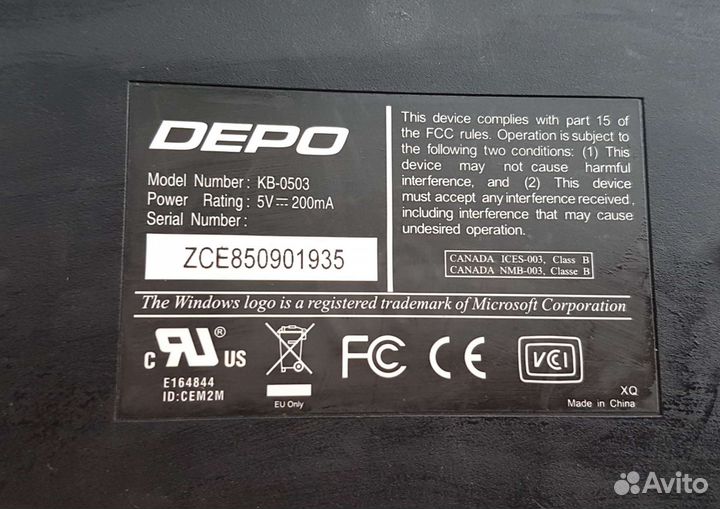 DEPO
Model Number: KB-0503
Power Rating: 5V⎓200mA
Serial Number:
ZCE850901935
This device complies with part 15 of
the FCC rules. Operation is subject to
the following two conditions: (1) This
device may not cause harmful
interference, and (2) This device
must accept any interference received,
including interference that may cause
undesired operation.
CANADA ICES-003, Class B
CANADA NMB-003, Classe B
The Windows logo is a registered trademark of Microsoft Corporation
c RU® US
E164844
ID:CEM2M
EU Only
FC CE
VCI
XQ
Made in China
Avito